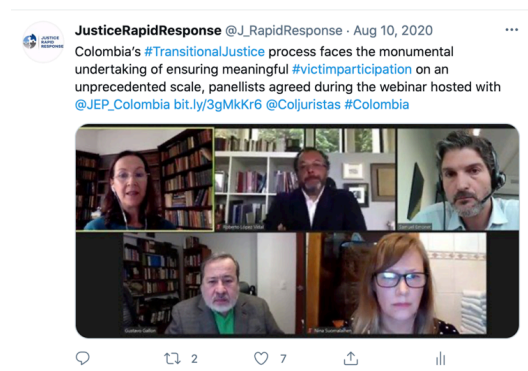 JusticeRapidResponse @J_RapidResponse · Aug 10, 2020
Colombia's #TransitionalJustice process faces the monumental
undertaking of ensuring meaningful #victimparticipation on an
unprecedented scale, panellists agreed during the webinar hosted with
@JEP_Colombia bit.ly/3gMkKr6 @Coljuristas #Colombia
JUSTICE
RAPID
RESPONSE
Gustavo Gallón
2
7